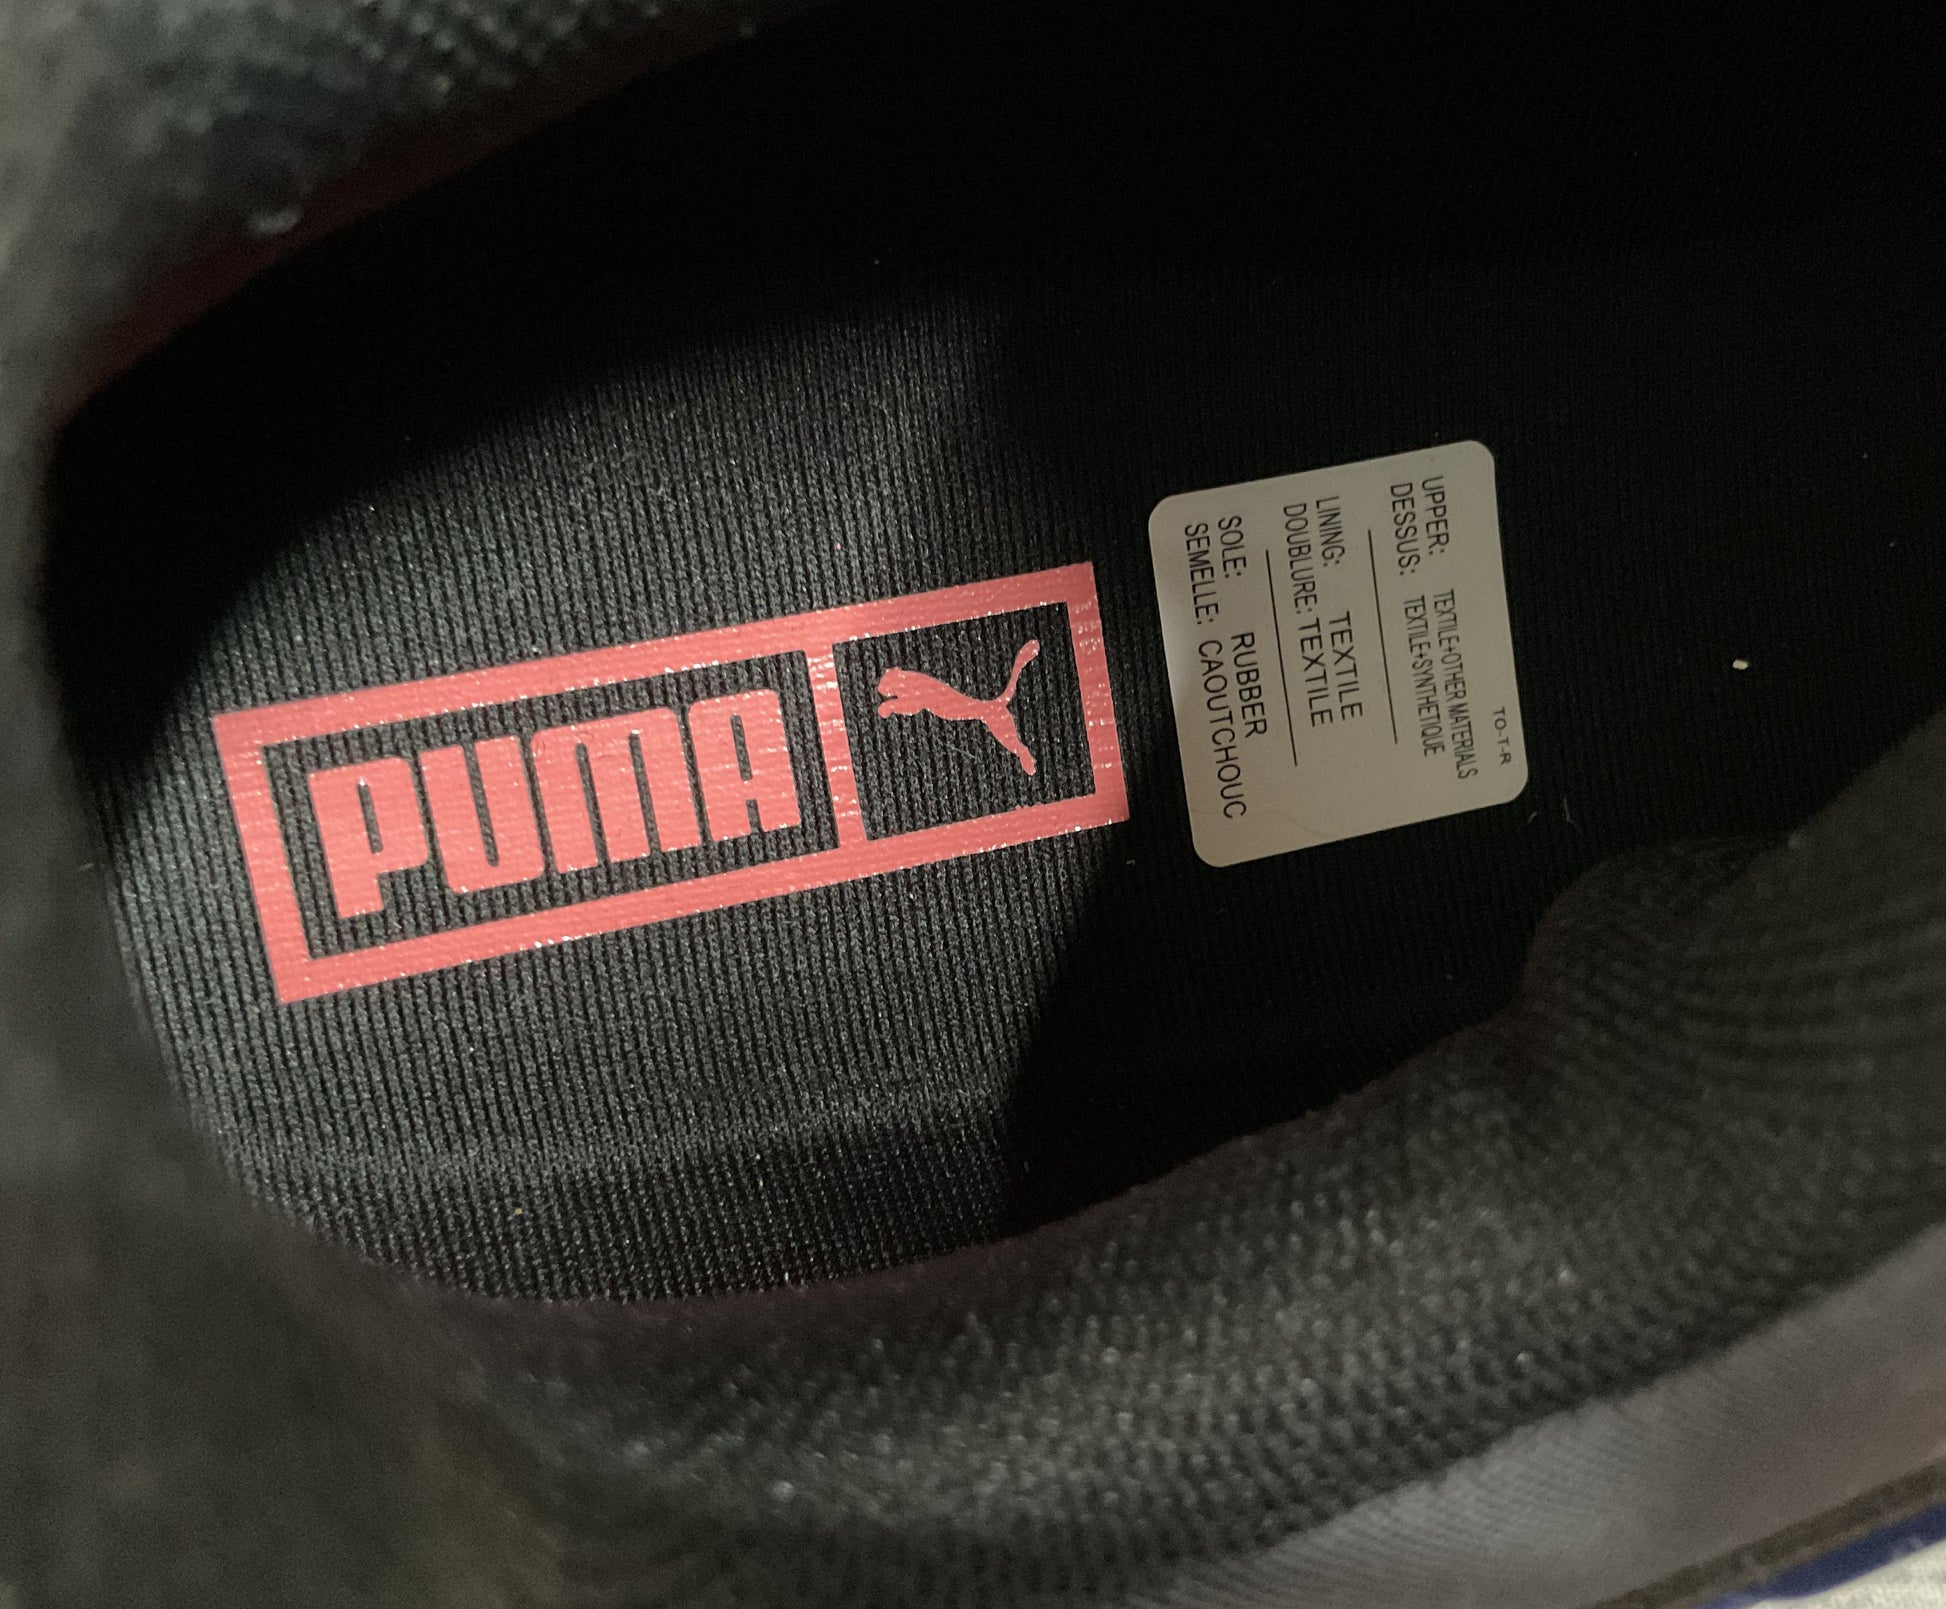 PUMA
TO-T-R
UPPER: TEXTILE+OTHER MATERIALS
DESSUS: TEXTILE+SYNTHETIQUE
LINING: TEXTILE
DOUBLURE: TEXTILE
SOLE: RUBBER
SEMELLE: CAOUTCHOUC